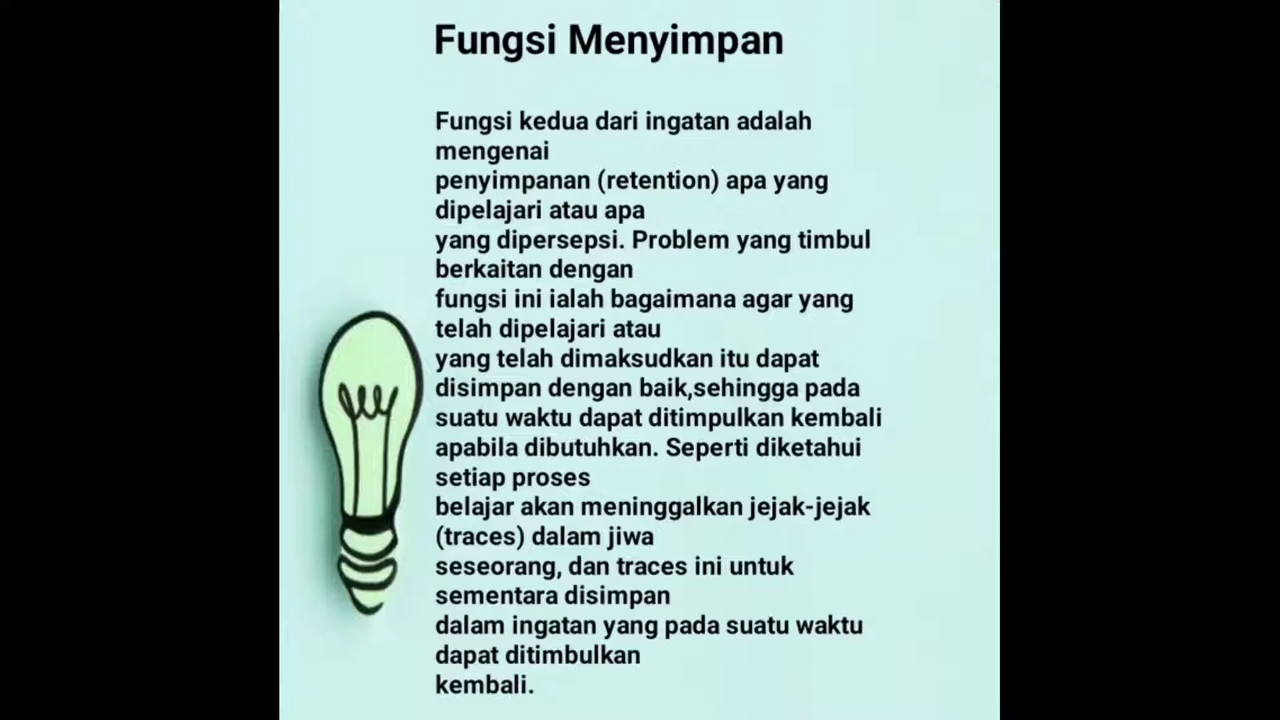 Fungsi Menyimpan
Fungsi kedua dari ingatan adalah
mengenai
penyimpanan (retention) apa yang
dipelajari atau apa
yang dipersepsi. Problem yang timbul
berkaitan dengan
fungsi ini ialah bagaimana agar yang
telah dipelajari atau
yang telah dimaksudkan itu dapat
disimpan dengan baik,sehingga pada
suatu waktu dapat ditimpulkan kembali
apabila dibutuhkan. Seperti diketahui
setiap proses
belajar akan meninggalkan jejak-jejak
(traces) dalam jiwa
seseorang, dan traces ini untuk
sementara disimpan
dalam ingatan yang pada suatu waktu
dapat ditimbulkan
kembali.